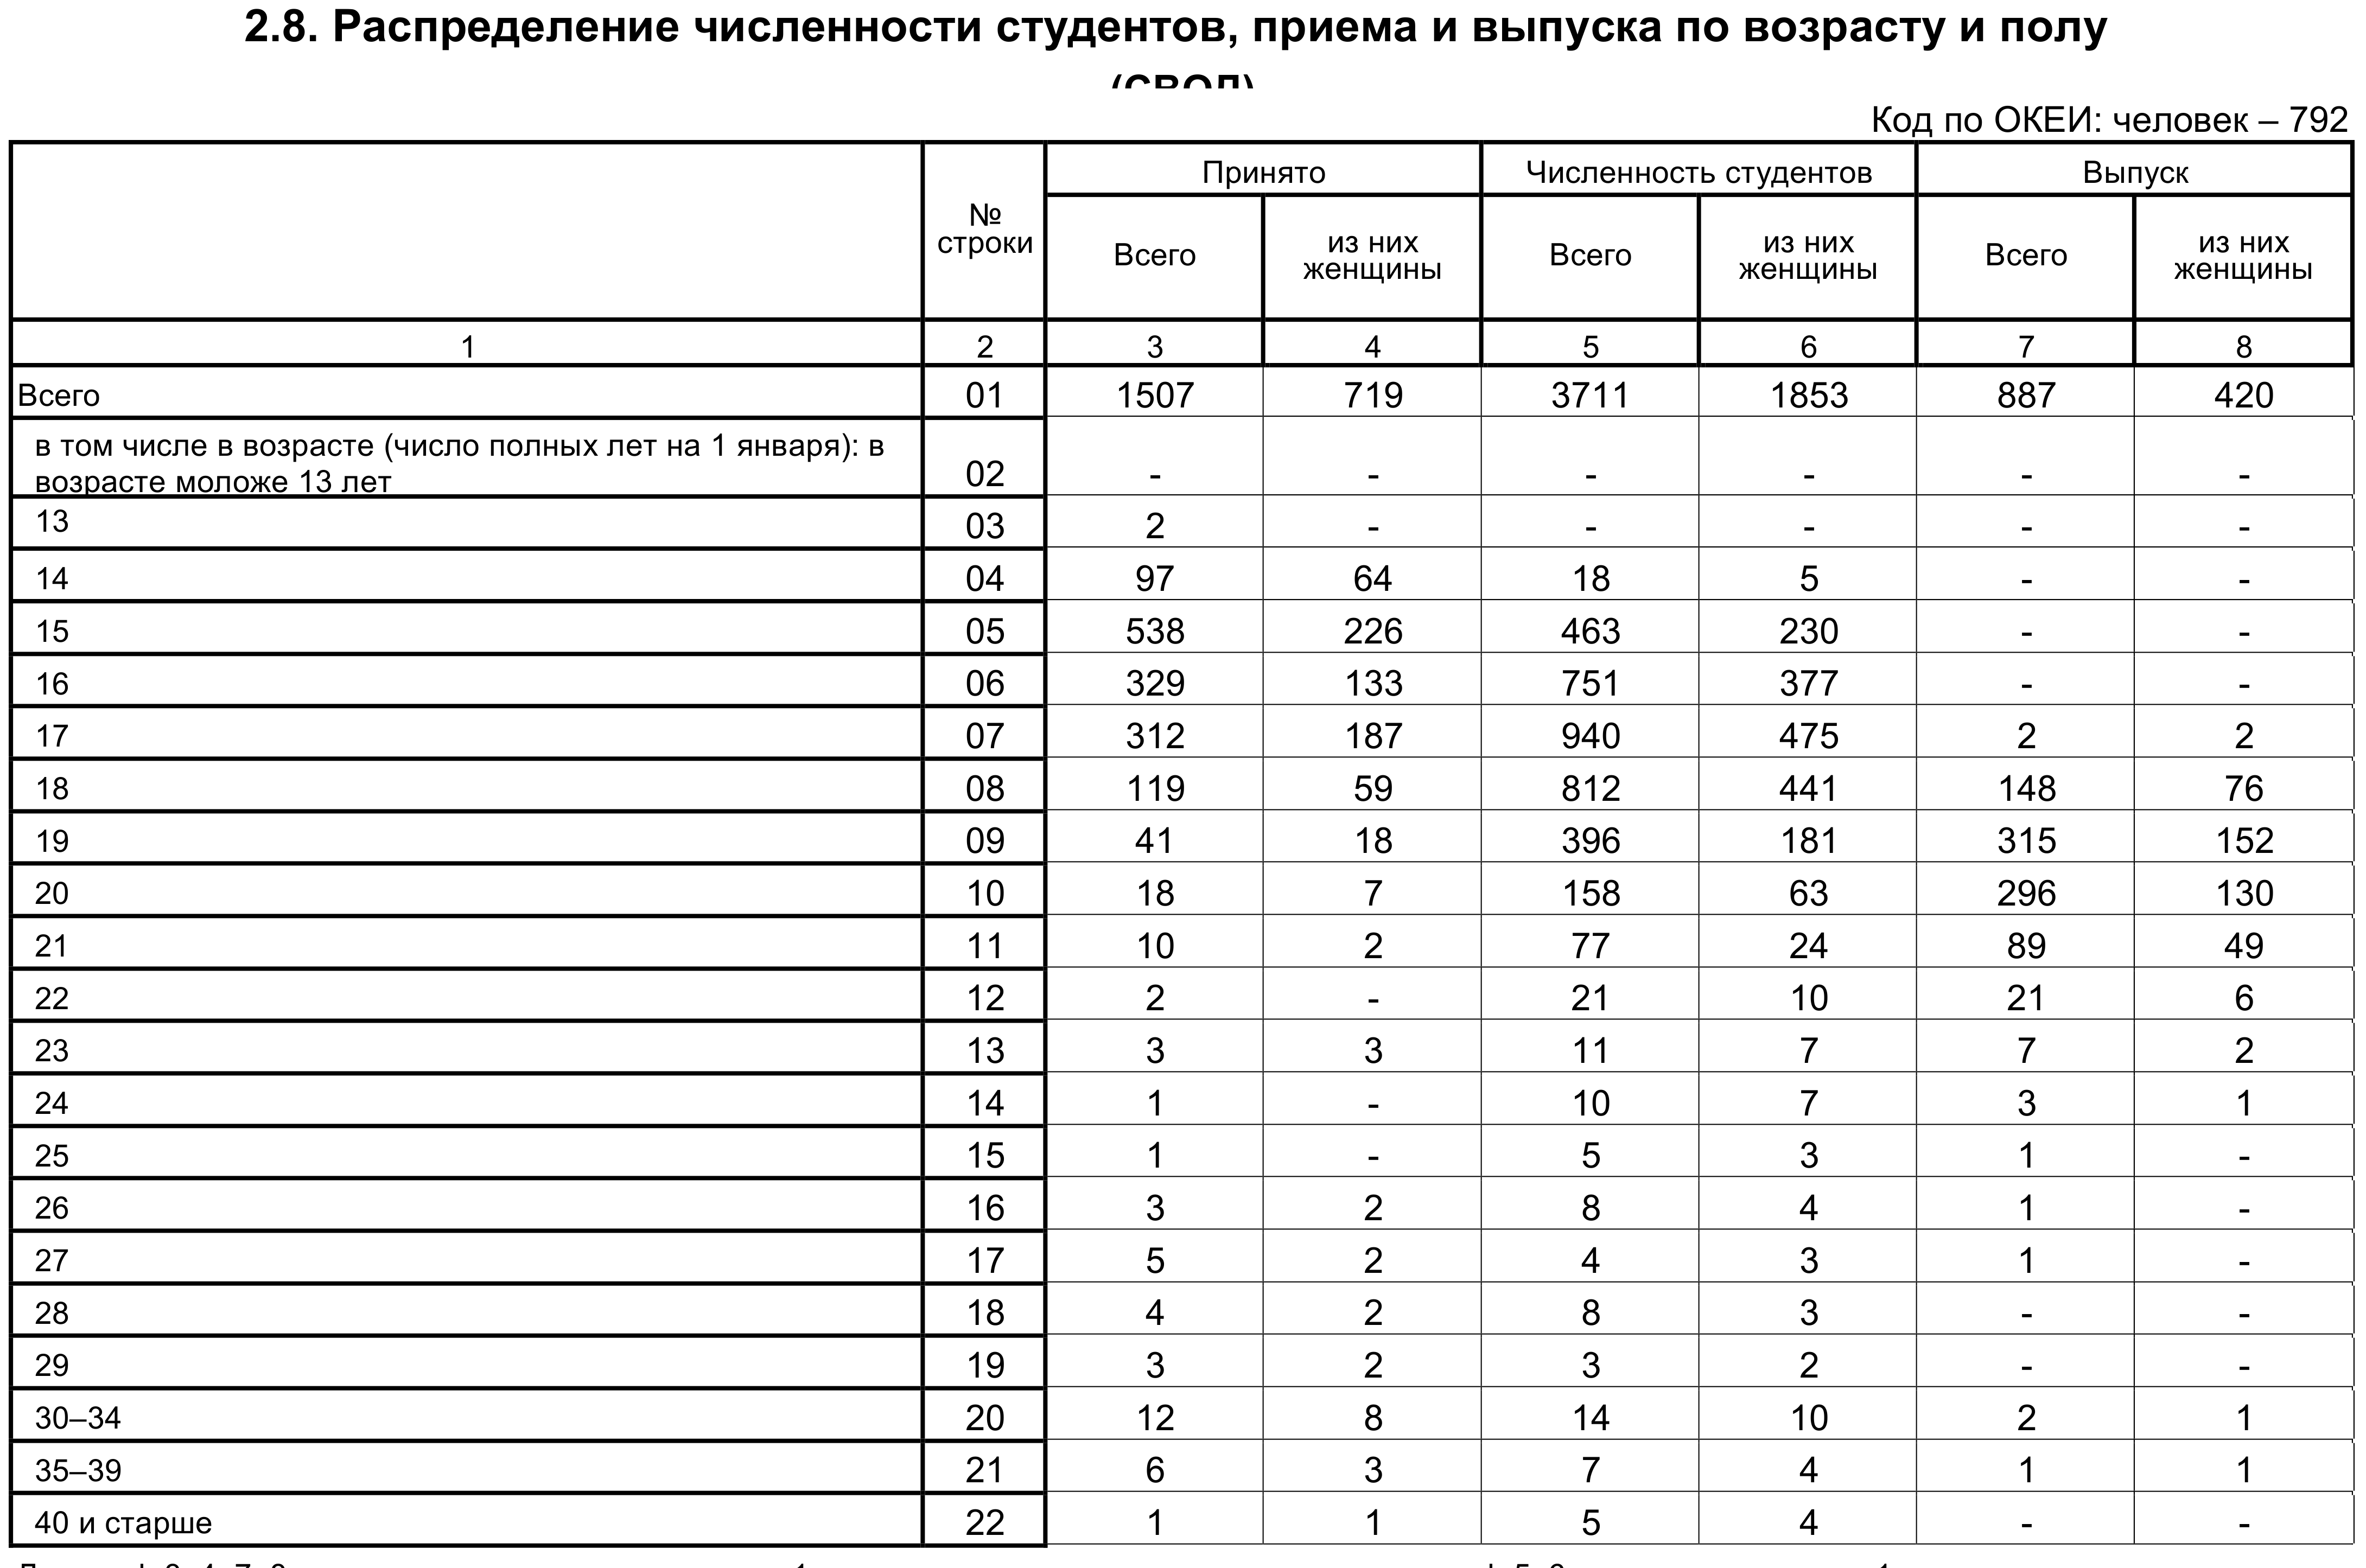 2.8. Распределение численности студентов, приема и выпуска по возрасту и полу
(СВОД)
Код по ОКЕИ: человек – 792
№ строки Принято Численность студентов Выпуск
Всего из них женщины Всего из них женщины Всего из них женщины
1 2 3 4 5 6 7 8
Всего 01 1507 719 3711 1853 887 420
в том числе в возрасте (число полных лет на 1 января): в
возрасте моложе 13 лет 02 - - - - - -
13 03 2 - - - - -
14 04 97 64 18 5 - -
15 05 538 226 463 230 - -
16 06 329 133 751 377 - -
17 07 312 187 940 475 2 2
18 08 119 59 812 441 148 76
19 09 41 18 396 181 315 152
20 10 18 7 158 63 296 130
21 11 10 2 77 24 89 49
22 12 2 - 21 10 21 6
23 13 3 3 11 7 7 2
24 14 1 - 10 7 3 1
25 15 1 - 5 3 1 -
26 16 3 2 8 4 1 -
27 17 5 2 4 3 1 -
28 18 4 2 8 3 - -
29 19 3 2 3 2 - -
30–34 20 12 8 14 10 2 1
35–39 21 6 3 7 4 1 1
40 и старше 22 1 1 5 4 - -